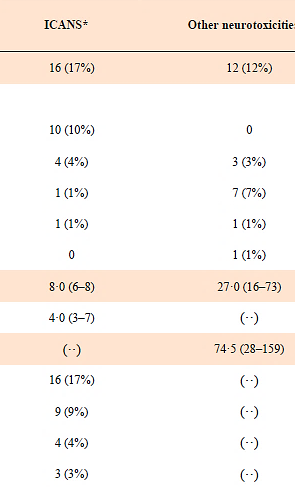 ICANS* Other neurotoxicities
16 (17%) 12 (12%)
10 (10%) 0
4 (4%) 3 (3%)
1 (1%) 7 (7%)
1 (1%) 1 (1%)
0 1 (1%)
8·0 (6–8) 27·0 (16–73)
4·0 (3–7) (··)
(··) 74·5 (28–159)
16 (17%) (··)
9 (9%) (··)
4 (4%) (··)
3 (3%) (··)